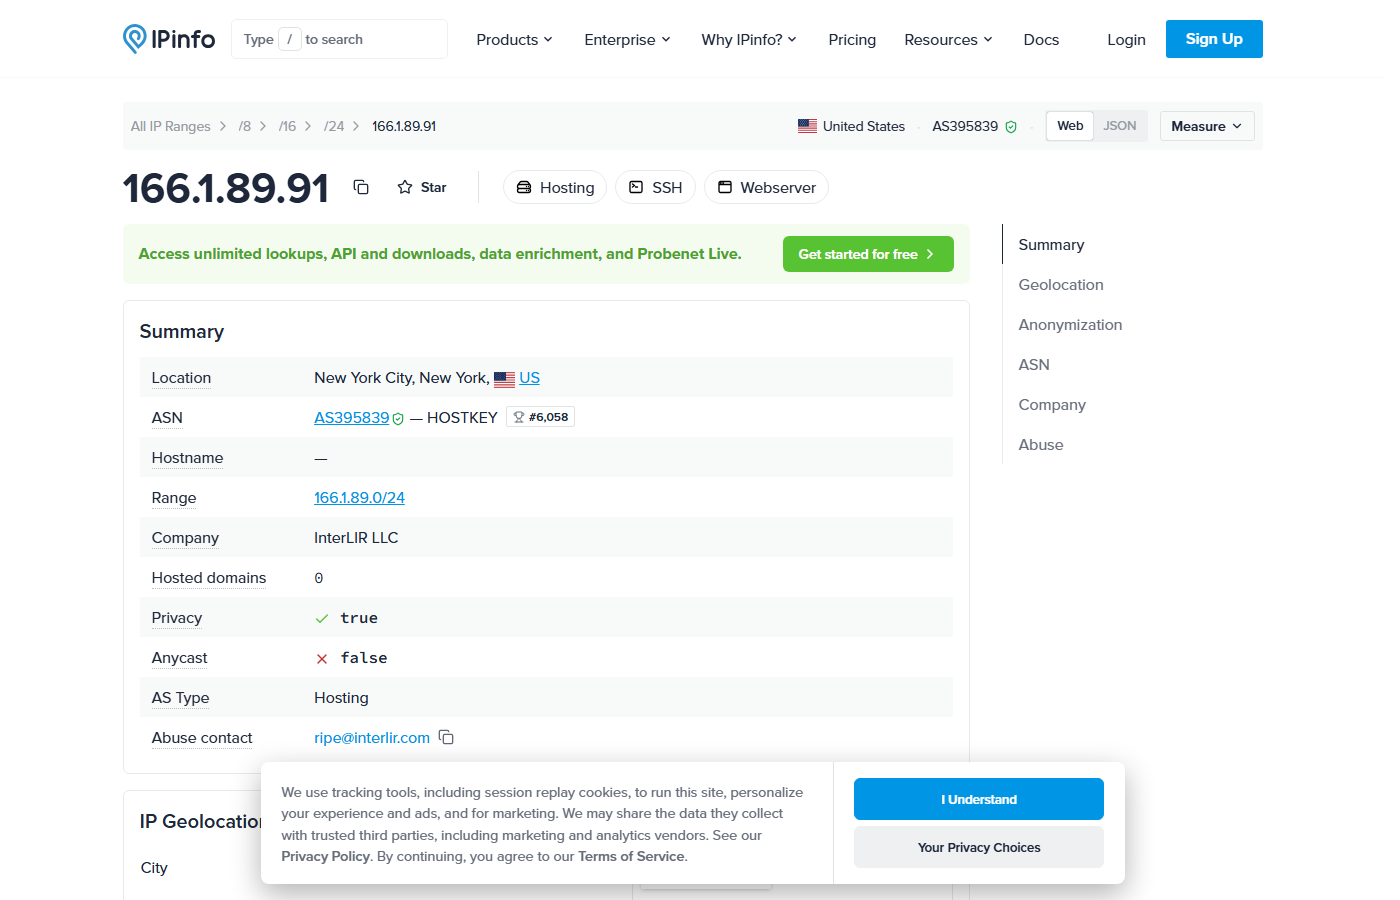 IPinfo
Type / to search
Products
Enterprise
Why IPinfo?
Pricing
Resources
Docs
Login
Sign Up
All IP Ranges > /8 > /16 > /24 > 166.1.89.91
United States · AS395839
Web JSON
Measure
166.1.89.91
Star
Hosting
SSH
Webserver
Access unlimited lookups, API and downloads, data enrichment, and Probenet Live.
Get started for free >
Summary
Location New York City, New York, US
ASN AS395839 — HOSTKEY #6,058
Hostname —
Range 166.1.89.0/24
Company InterLIR LLC
Hosted domains 0
Privacy true
Anycast false
AS Type Hosting
Abuse contact ripe@interlir.com
Summary
Geolocation
Anonymization
ASN
Company
Abuse
IP Geolocation
City
We use tracking tools, including session replay cookies, to run this site, personalize
your experience and ads, and for marketing. We may share the data they collect
with trusted third parties, including marketing and analytics vendors. See our
Privacy Policy. By continuing, you agree to our Terms of Service.
I Understand
Your Privacy Choices